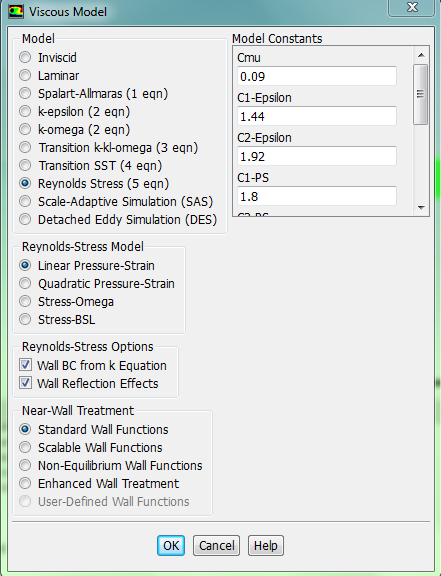 Viscous Model
Model
Inviscid
Laminar
Spalart-Allmaras (1 eqn)
k-epsilon (2 eqn)
k-omega (2 eqn)
Transition k-kl-omega (3 eqn)
Transition SST (4 eqn)
Reynolds Stress (5 eqn)
Scale-Adaptive Simulation (SAS)
Detached Eddy Simulation (DES)
Model Constants
Cmu
0.09
C1-Epsilon
1.44
C2-Epsilon
1.92
C1-PS
1.8
C2-PS
Reynolds-Stress Model
Linear Pressure-Strain
Quadratic Pressure-Strain
Stress-Omega
Stress-BSL
Reynolds-Stress Options
Wall BC from k Equation
Wall Reflection Effects
Near-Wall Treatment
Standard Wall Functions
Scalable Wall Functions
Non-Equilibrium Wall Functions
Enhanced Wall Treatment
User-Defined Wall Functions
OK Cancel Help